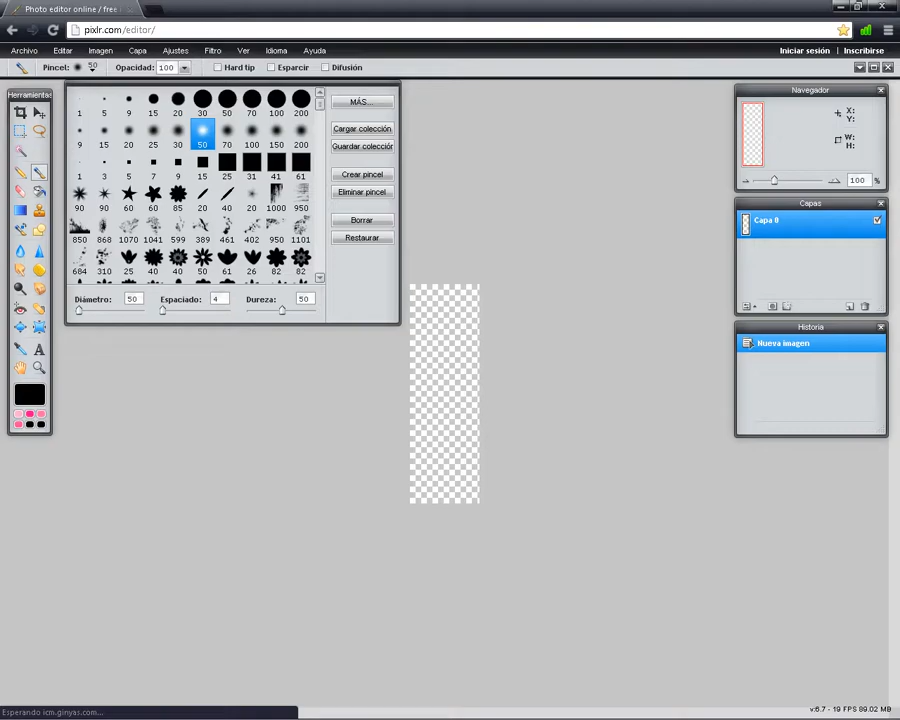 Photo editor online / free
pixlr.com/editor/
Archivo Editar Imagen Capa Ajustes Filtro Ver Idioma Ayuda Iniciar sesión Inscribirse
Pincel: 50 Opacidad: 100 Hard tip Esparcir Difusión
Herramientas
1 5 9 15 20 30 50 70 100 200
9 15 20 25 30 50 70 100 150 200
1 3 5 7 9 15 25 31 41 61
90 90 60 60 85 20 40 20 1000 950
850 868 1070 1041 599 389 461 402 950 1101
684 310 25 40 40 50 61 26 82 82
MÁS...
Cargar colección
Guardar colección
Crear pincel
Eliminar pincel
Borrar
Restaurar
Diámetro: 50 Espaciado: 4 Dureza: 50
Navegador
X:
Y:
W:
H:
100 %
Capas
Capa 0
Historia
Nueva imagen
Esperando icm.ginyas.com...
v:6.7 - 19 FPS 89.02 MB